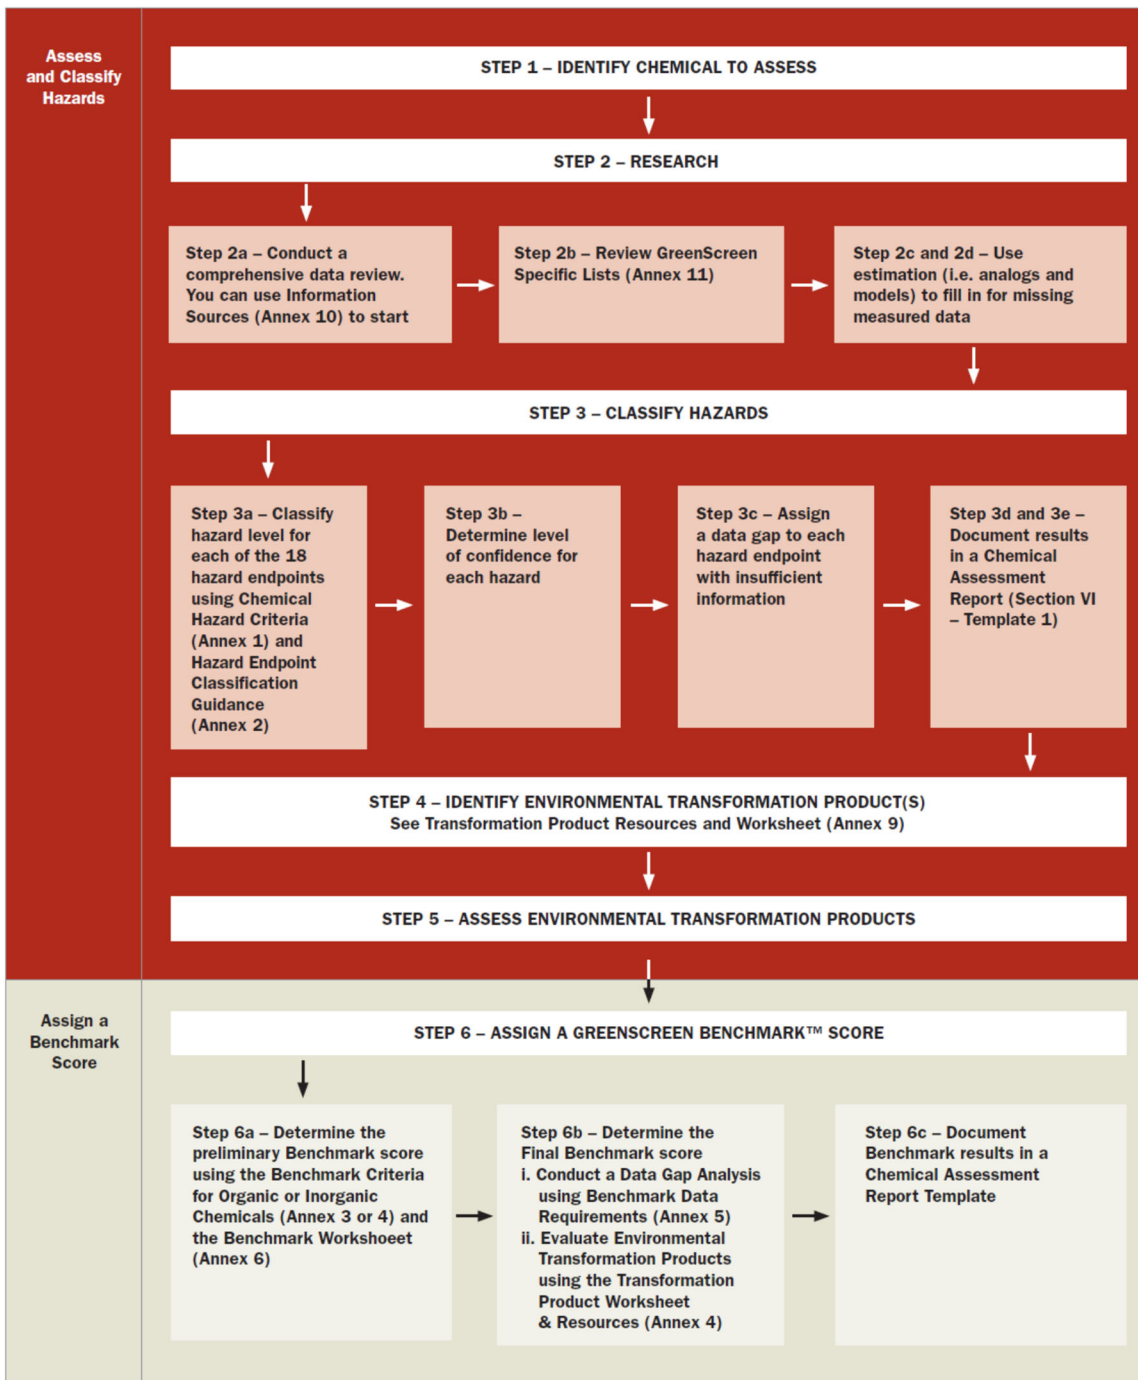 Assess
and Classify
Hazards
STEP 1 – IDENTIFY CHEMICAL TO ASSESS
STEP 2 – RESEARCH
Step 2a – Conduct a
comprehensive data review.
You can use Information
Sources (Annex 10) to start
Step 2b – Review GreenScreen
Specific Lists (Annex 11)
Step 2c and 2d – Use
estimation (i.e. analogs and
models) to fill in for missing
measured data
STEP 3 – CLASSIFY HAZARDS
Step 3a – Classify
hazard level for
each of the 18
hazard endpoints
using Chemical
Hazard Criteria
(Annex 1) and
Hazard Endpoint
Classification
Guidance
(Annex 2)
Step 3b –
Determine level
of confidence for
each hazard
Step 3c – Assign
a data gap to each
hazard endpoint
with insufficient
information
Step 3d and 3e –
Document results
in a Chemical
Assessment
Report (Section VI
– Template 1)
STEP 4 – IDENTIFY ENVIRONMENTAL TRANSFORMATION PRODUCT(S)
See Transformation Product Resources and Worksheet (Annex 9)
STEP 5 – ASSESS ENVIRONMENTAL TRANSFORMATION PRODUCTS
Assign a
Benchmark
Score
STEP 6 – ASSIGN A GREENSCREEN BENCHMARK™ SCORE
Step 6a – Determine the
preliminary Benchmark score
using the Benchmark Criteria
for Organic or Inorganic
Chemicals (Annex 3 or 4) and
the Benchmark Workshoeet
(Annex 6)
Step 6b – Determine the
Final Benchmark score
i. Conduct a Data Gap Analysis
using Benchmark Data
Requirements (Annex 5)
ii. Evaluate Environmental
Transformation Products
using the Transformation
Product Worksheet
& Resources (Annex 4)
Step 6c – Document
Benchmark results in a
Chemical Assessment
Report Template